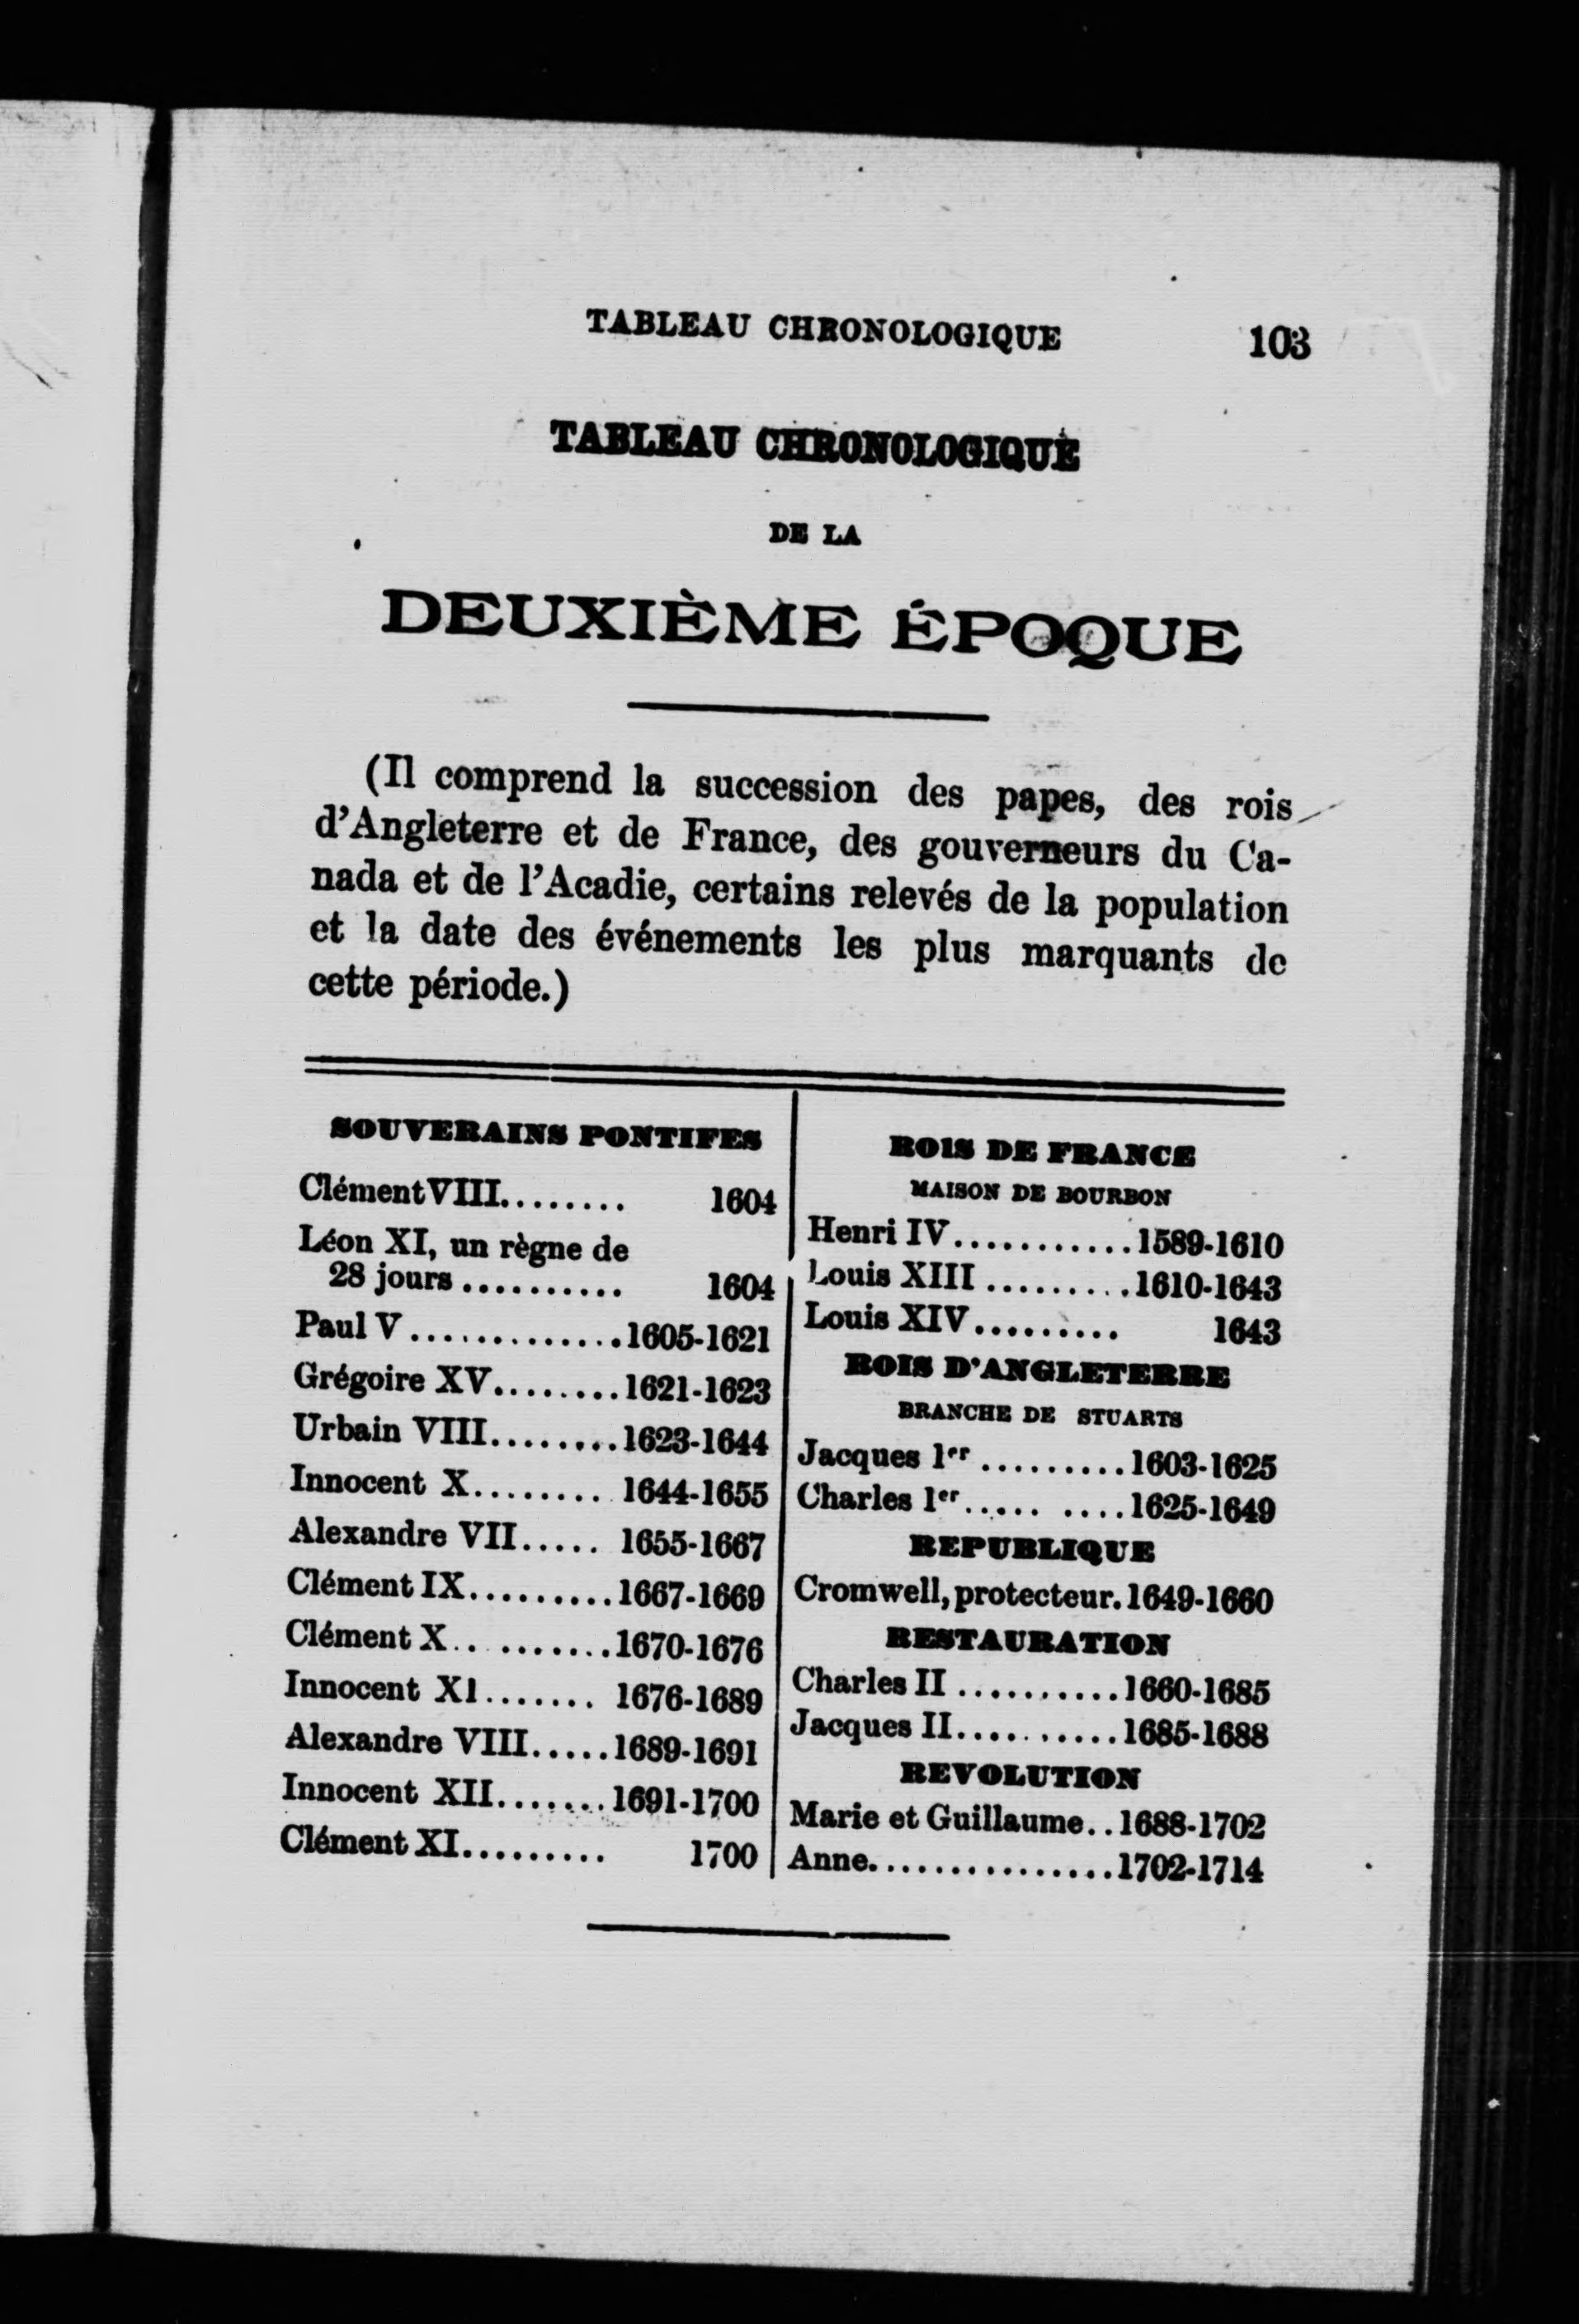 TABLEAU CHRONOLOGIQUE 103
TABLEAU CHRONOLOGIQUE
DE LA
DEUXIÈME ÉPOQUE
(Il comprend la succession des papes, des rois
d'Angleterre et de France, des gouverneurs du Ca-
nada et de l'Acadie, certains relevés de la population
et la date des événements les plus marquants de
cette période.)
SOUVERAINS PONTIFES
Clément VIII........ 1604
Léon XI, un règne de
28 jours.......... 1604
Paul V.............1605-1621
Grégoire XV........1621-1623
Urbain VIII........1623-1644
Innocent X........ 1644-1655
Alexandre VII..... 1655-1667
Clément IX.........1667-1669
Clément X.. .......1670-1676
Innocent XI....... 1676-1689
Alexandre VIII.....1689-1691
Innocent XII.......1691-1700
Clément XI......... 1700
ROIS DE FRANCE
MAISON DE BOURBON
Henri IV...........1589-1610
Louis XIII.........1610-1643
Louis XIV......... 1643
ROIS D'ANGLETERRE
BRANCHE DE STUARTS
Jacques 1er.........1603-1625
Charles 1er..... ....1625-1649
REPUBLIQUE
Cromwell, protecteur.1649-1660
RESTAURATION
Charles II..........1660-1685
Jacques II..........1685-1688
REVOLUTION
Marie et Guillaume..1688-1702
Anne...............1702-1714